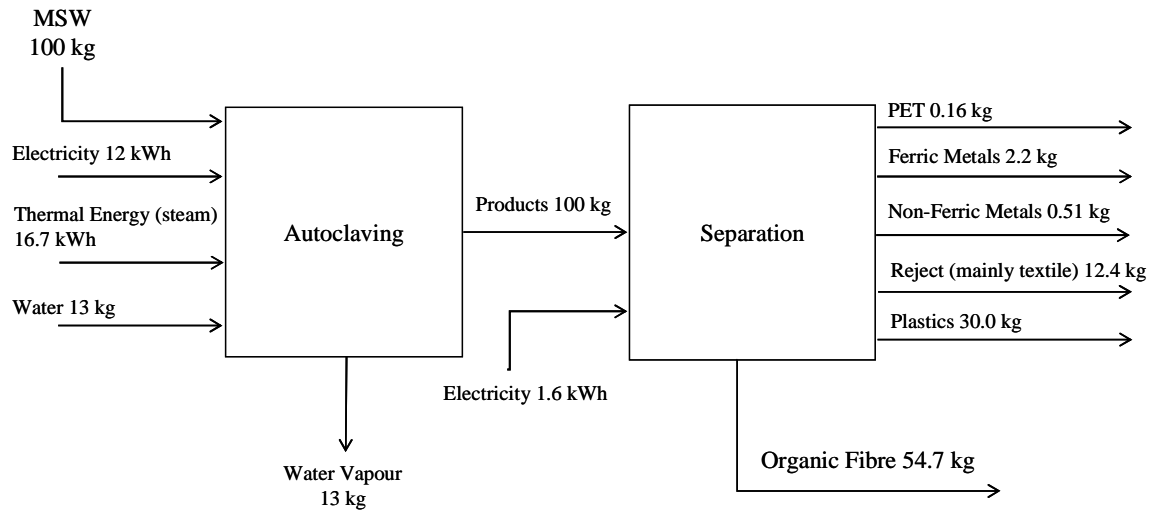 MSW
100 kg
Electricity 12 kWh
Thermal Energy (steam)
16.7 kWh
Water 13 kg
Autoclaving
Water Vapour
13 kg
Products 100 kg
Electricity 1.6 kWh
Separation
PET 0.16 kg
Ferric Metals 2.2 kg
Non-Ferric Metals 0.51 kg
Reject (mainly textile) 12.4 kg
Plastics 30.0 kg
Organic Fibre 54.7 kg